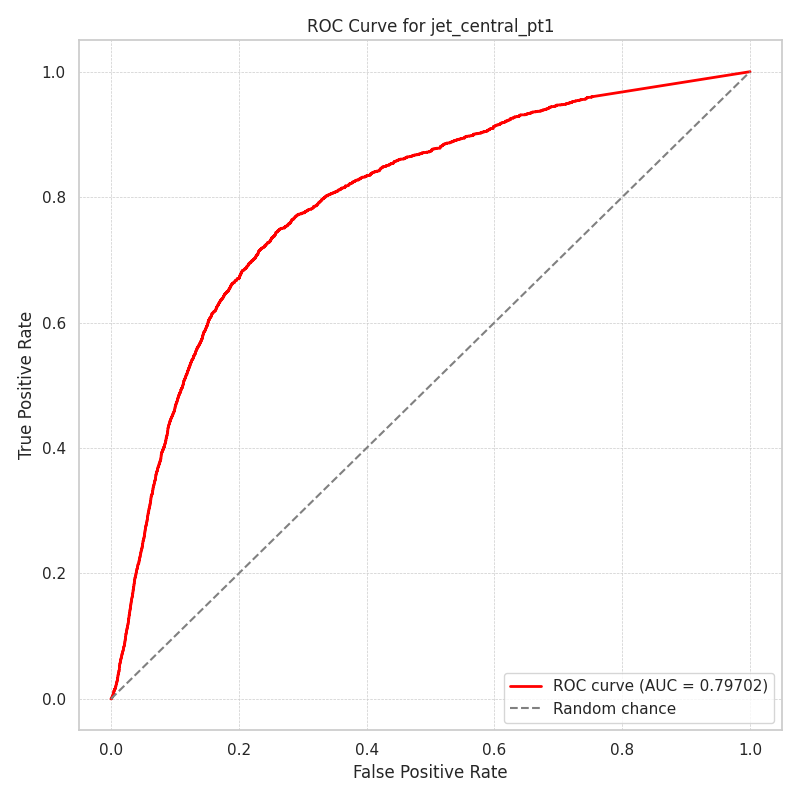 ROC Curve for jet_central_pt1
1.0
0.8
0.6
0.4
0.2
0.0
True Positive Rate
0.0 0.2 0.4 0.6 0.8 1.0
False Positive Rate
ROC curve (AUC = 0.79702)
Random chance